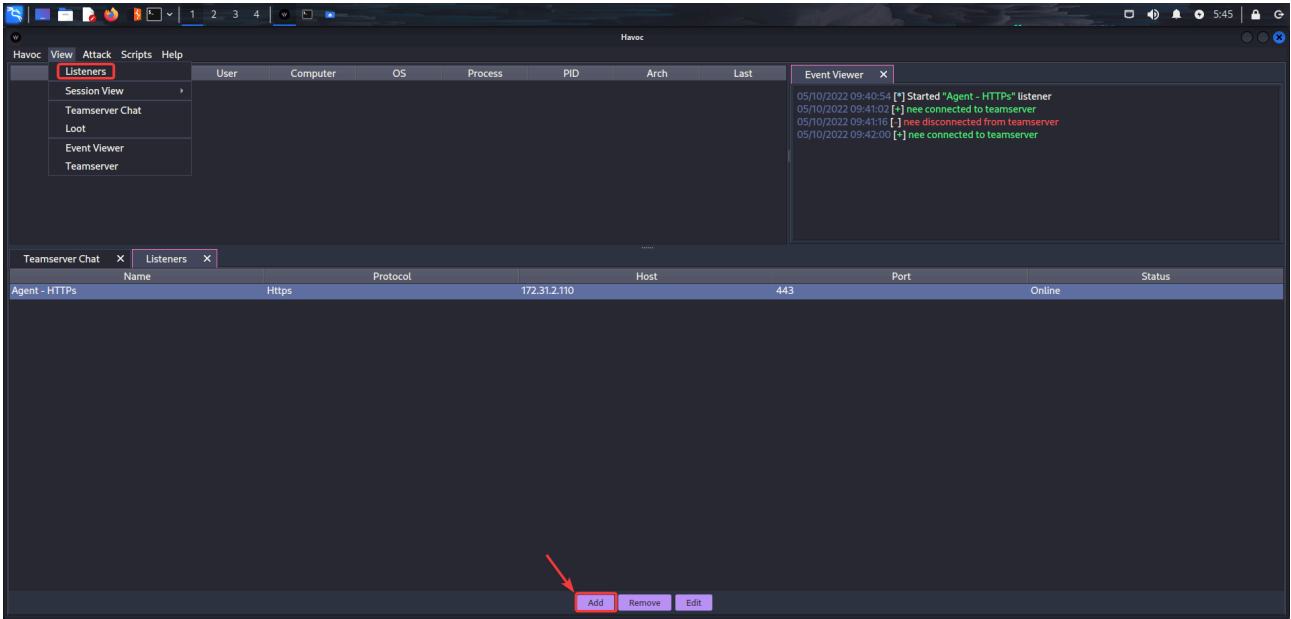 1 2 3 4
5:45
Havoc
Havoc View Attack Scripts Help
Listeners
Session View
Teamserver Chat
Loot
Event Viewer
Teamserver
User Computer OS Process PID Arch Last
Event Viewer
05/10/2022 09:40:54 [*] Started "Agent - HTTPs" listener
05/10/2022 09:41:02 [+] nee connected to teamserver
05/10/2022 09:41:16 [-] nee disconnected from teamserver
05/10/2022 09:42:00 [+] nee connected to teamserver
Teamserver Chat Listeners
Name Protocol Host Port Status
Agent - HTTPs Https 172.31.2.110 443 Online
Add Remove Edit